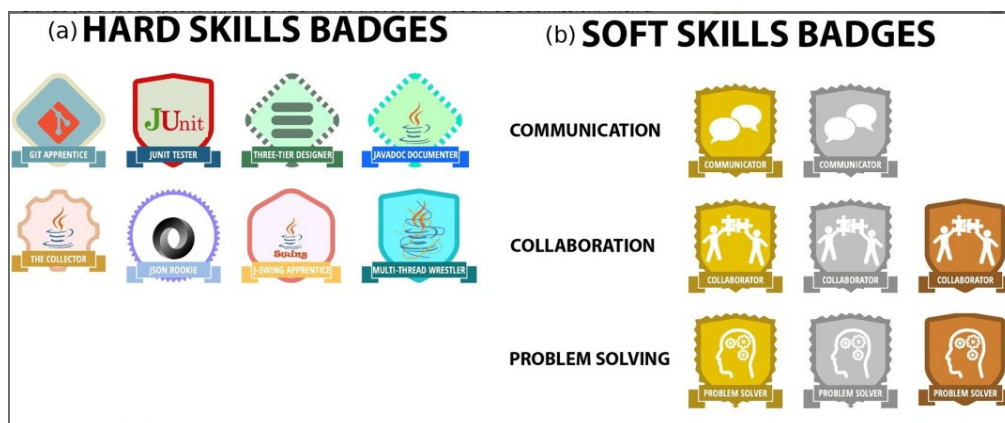 (a) HARD SKILLS BADGES
GIT APPRENTICE
JUnit
JUNIT TESTER
THREE-TIER DESIGNER
JAVADOC DOCUMENTER
THE COLLECTOR
JSON ROOKIE
Swing
J-SWING APPRENTICE
MULTI-THREAD WRESTLER
(b) SOFT SKILLS BADGES
COMMUNICATION
COMMUNICATOR
COMMUNICATOR
COLLABORATION
COLLABORATOR
COLLABORATOR
COLLABORATOR
PROBLEM SOLVING
PROBLEM SOLVER
PROBLEM SOLVER
PROBLEM SOLVER